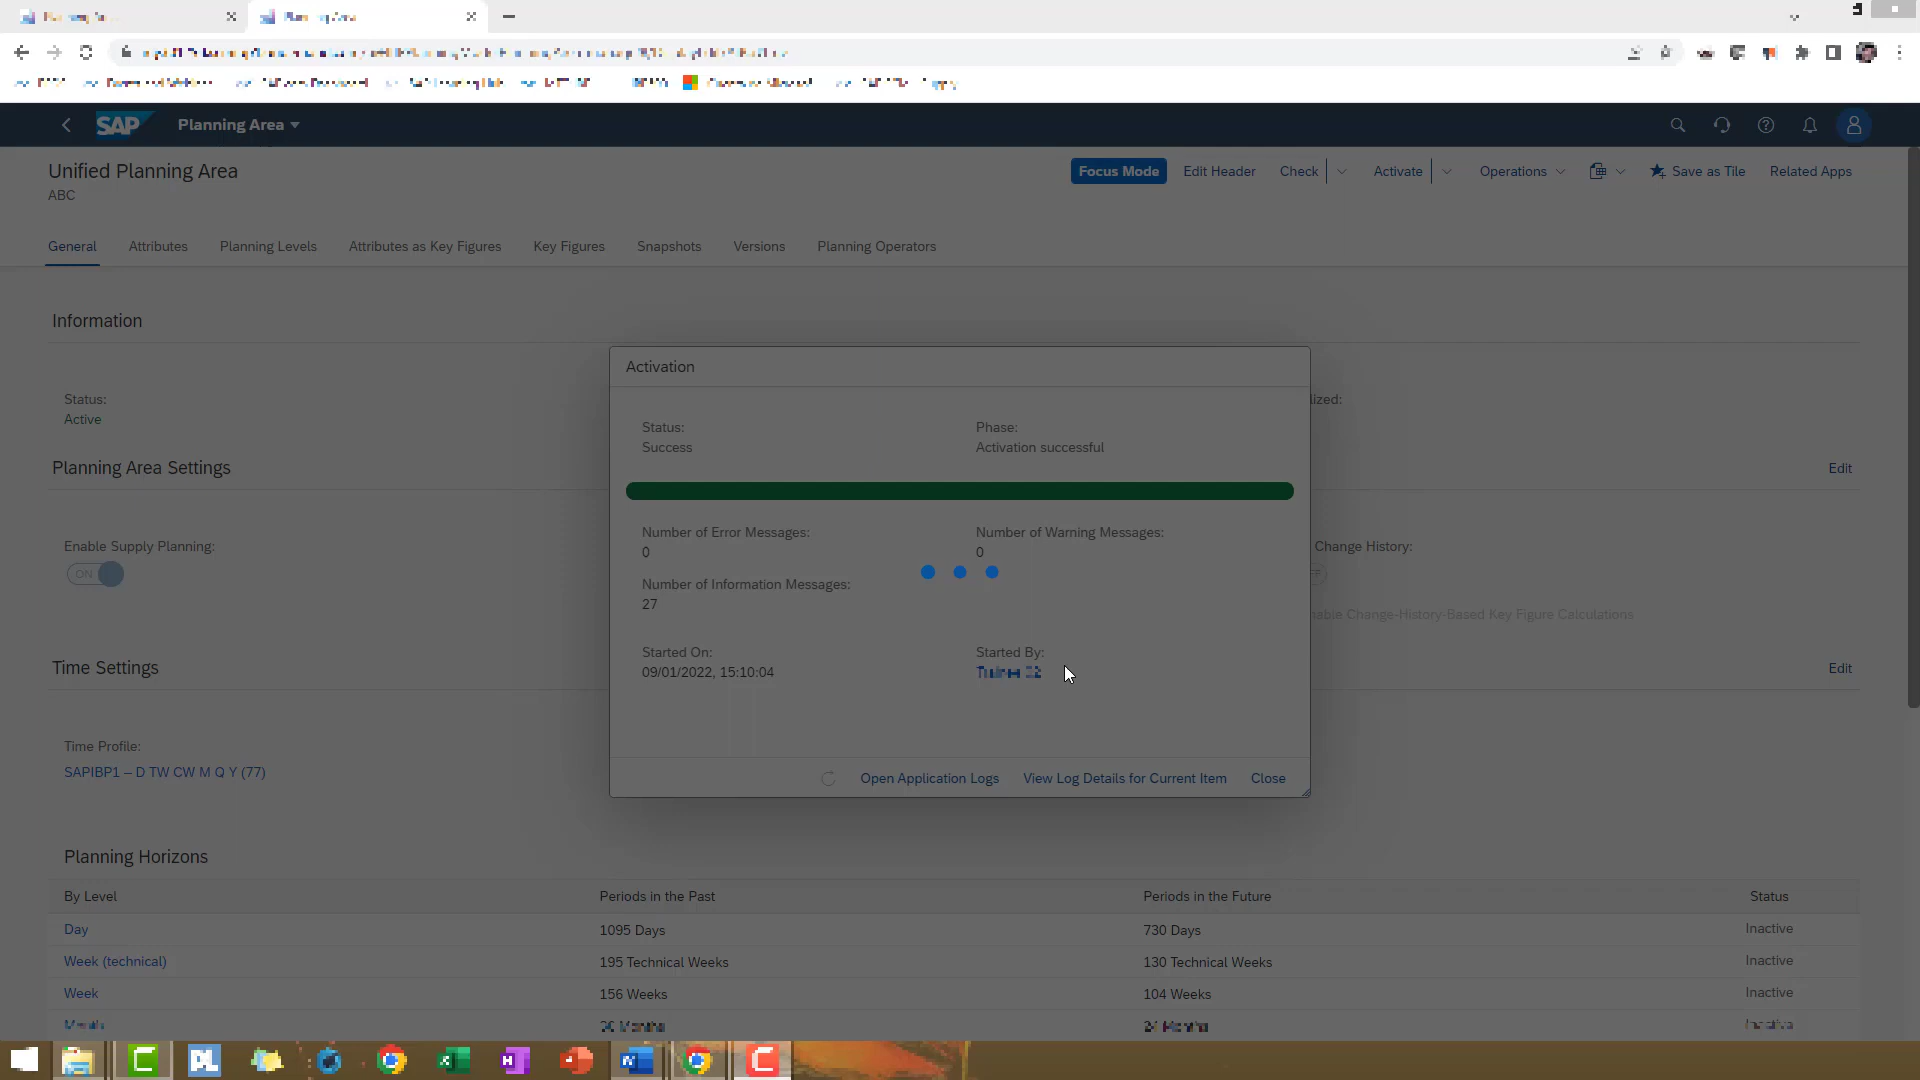 SAP Planning Area
Unified Planning Area
ABC
Focus Mode Edit Header Check Activate Operations Save as Tile Related Apps
General Attributes Planning Levels Attributes as Key Figures Key Figures Snapshots Versions Planning Operators
Information
Activation
Status:
Active
Status:
Success
Phase:
Activation successful
lized:
Planning Area Settings
Edit
Number of Error Messages:
0
Number of Warning Messages:
0
Enable Supply Planning:
ON
Change History:
Number of Information Messages:
27
nable Change-History-Based Key Figure Calculations
Started On:
09/01/2022, 15:10:04
Started By:
Time Settings
Edit
Time Profile:
SAPIBP1 – D TW CW M Q Y (77)
Open Application Logs View Log Details for Current Item Close
Planning Horizons
By Level Periods in the Past Periods in the Future Status
Day 1095 Days 730 Days Inactive
Week (technical) 195 Technical Weeks 130 Technical Weeks Inactive
Week 156 Weeks 104 Weeks Inactive